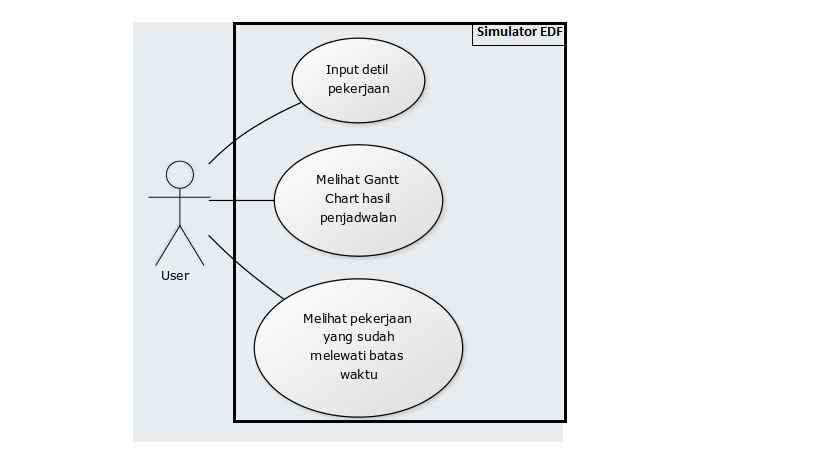 Simulator EDF
Input detil
pekerjaan
Melihat Gantt
Chart hasil
penjadwalan
User
Melihat pekerjaan
yang sudah
melewati batas
waktu